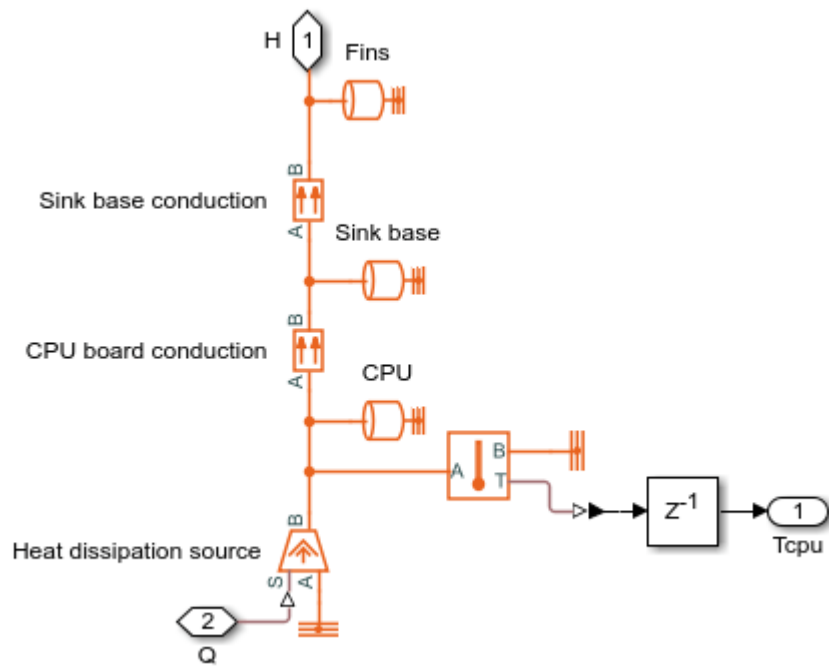 H
1
Fins
B
Sink base conduction
A
Sink base
B
CPU board conduction
A
CPU
A
B
T
Z-1
1
Tcpu
B
Heat dissipation source
S
A
2
Q